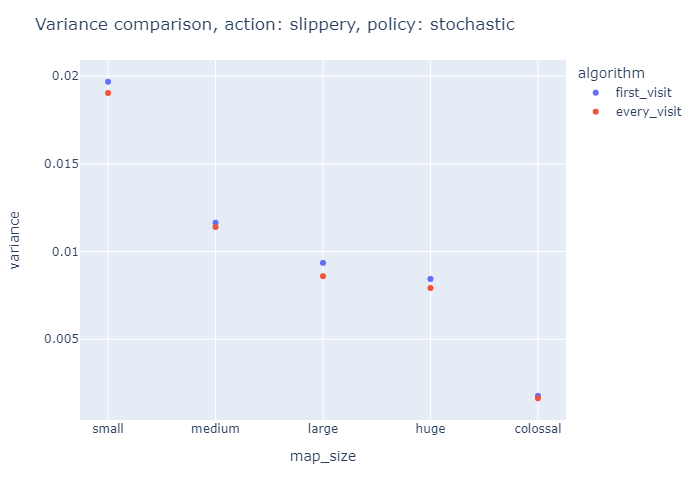 Variance comparison, action: slippery, policy: stochastic
algorithm
first_visit
every_visit
variance
0.02
0.015
0.01
0.005
small
medium
large
huge
colossal
map_size